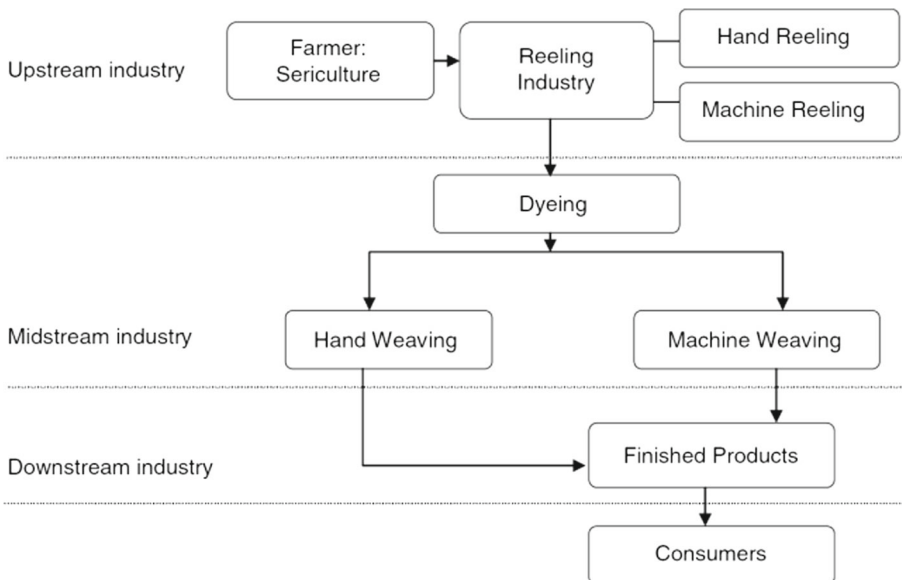 Upstream industry
Farmer:
Sericulture
Reeling
Industry
Hand Reeling
Machine Reeling
Dyeing
Midstream industry
Hand Weaving
Machine Weaving
Downstream industry
Finished Products
Consumers